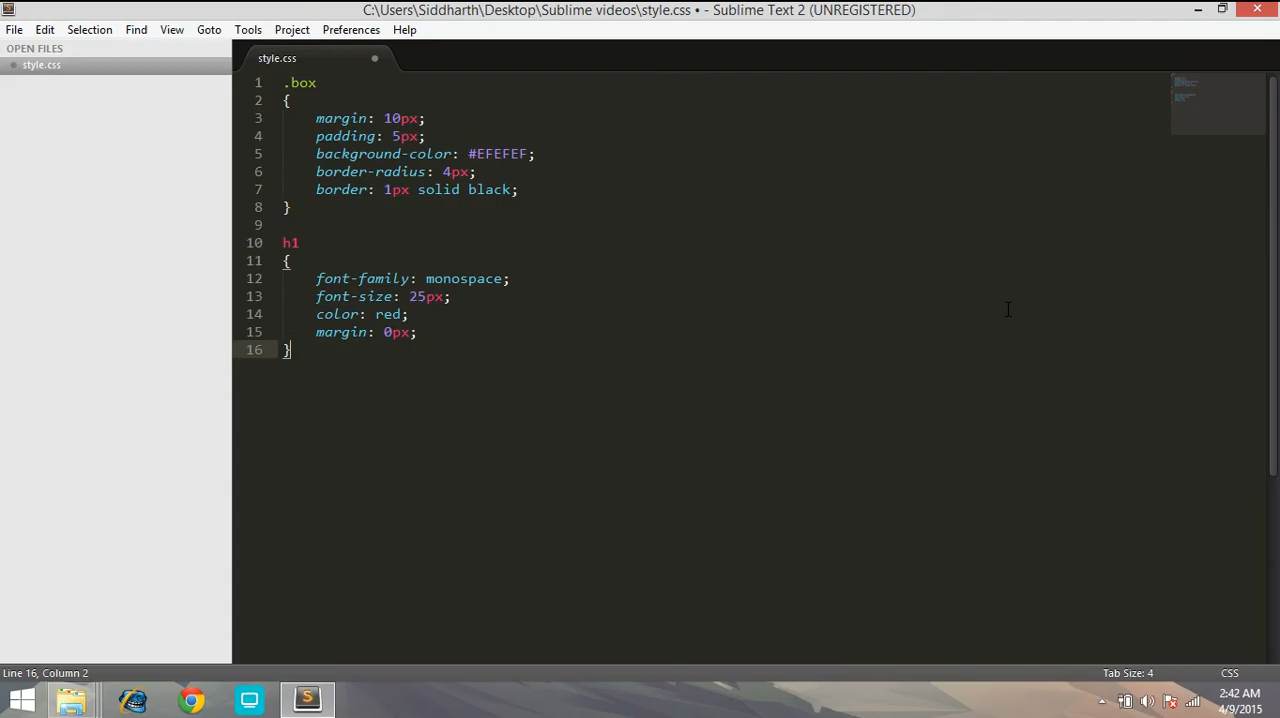 C:\Users\Siddharth\Desktop\Sublime videos\style.css • - Sublime Text 2 (UNREGISTERED)
File Edit Selection Find View Goto Tools Project Preferences Help
OPEN FILES
style.css
style.css
1 .box
2 {
3 margin: 10px;
4 padding: 5px;
5 background-color: #EFEFEF;
6 border-radius: 4px;
7 border: 1px solid black;
8 }
9
10 h1
11 {
12 font-family: monospace;
13 font-size: 25px;
14 color: red;
15 margin: 0px;
16 }
Line 16, Column 2
Tab Size: 4
CSS
2:42 AM
4/9/2015